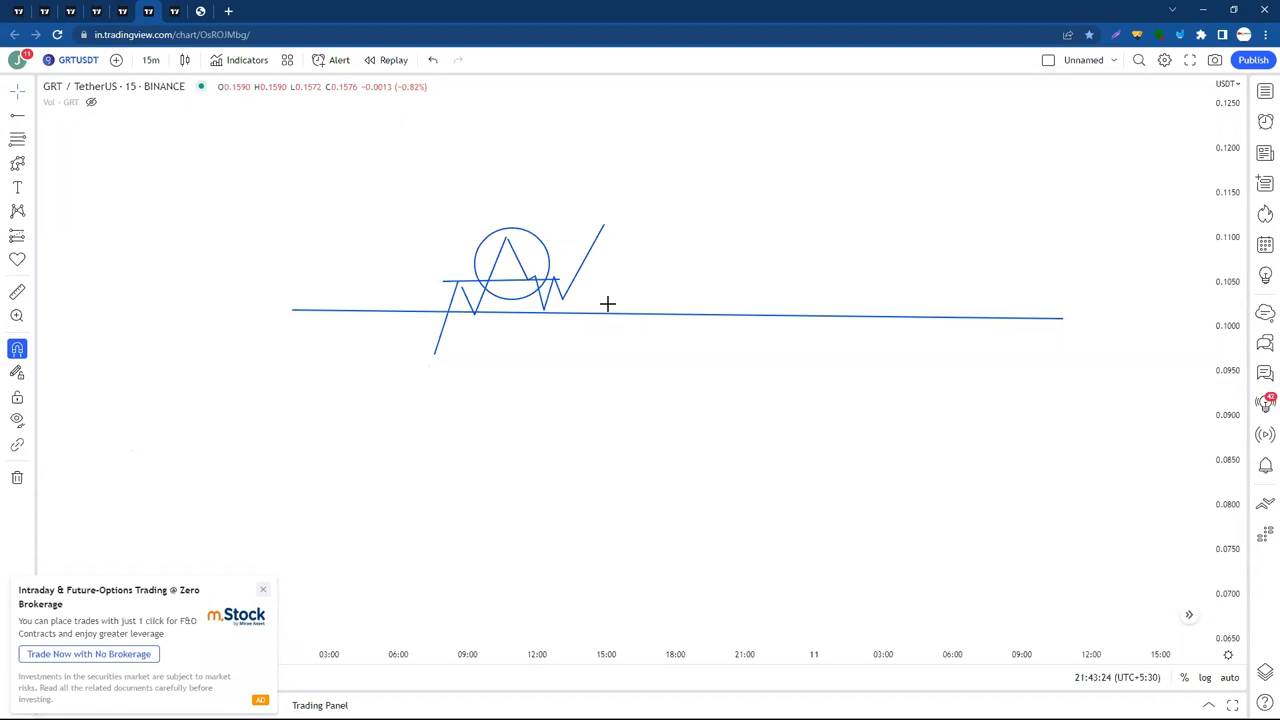 in.tradingview.com/chart/OsROJMbg/
J 11 GRTUSDT 15m Indicators Alert Replay Unnamed Publish
GRT / TetherUS · 15 · BINANCE O0.1590 H0.1590 L0.1572 C0.1576 −0.0013 (−0.82%) USDT
Vol · GRT
0.1250
0.1200
0.1150
0.1100
0.1050
0.1000
0.0950
0.0900
0.0850
0.0800
0.0750
0.0700
0.0650
42
Intraday & Future-Options Trading @ Zero
Brokerage
m.Stock
by Mirae Asset
You can place trades with just 1 click for F&O
Contracts and enjoy greater leverage
Trade Now with No Brokerage
Investments in the securities market are subject to market
risks. Read all the related documents carefully before
investing.
AD
03:00 06:00 09:00 12:00 15:00 18:00 21:00 11 03:00 06:00 09:00 12:00 15:00
21:43:24 (UTC+5:30) % log auto
Trading Panel